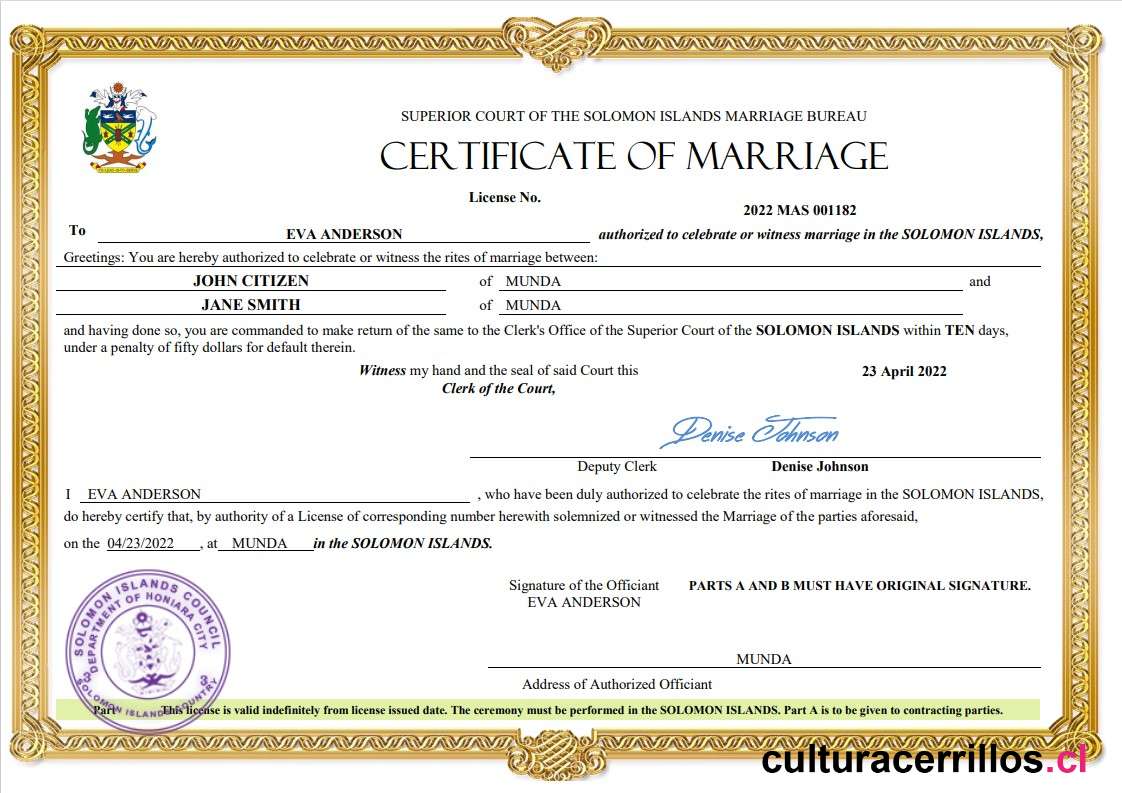 SUPERIOR COURT OF THE SOLOMON ISLANDS MARRIAGE BUREAU
CERTIFICATE OF MARRIAGE
License No.
2022 MAS 001182
To EVA ANDERSON authorized to celebrate or witness marriage in the SOLOMON ISLANDS,
Greetings: You are hereby authorized to celebrate or witness the rites of marriage between:
JOHN CITIZEN of MUNDA and
JANE SMITH of MUNDA
and having done so, you are commanded to make return of the same to the Clerk's Office of the Superior Court of the SOLOMON ISLANDS within TEN days,
under a penalty of fifty dollars for default therein.
Witness my hand and the seal of said Court this 23 April 2022
Clerk of the Court,
Denise Johnson
Deputy Clerk Denise Johnson
I EVA ANDERSON , who have been duly authorized to celebrate the rites of marriage in the SOLOMON ISLANDS,
do hereby certify that, by authority of a License of corresponding number herewith solemnized or witnessed the Marriage of the parties aforesaid,
on the 04/23/2022 , at MUNDA in the SOLOMON ISLANDS.
Signature of the Officiant PARTS A AND B MUST HAVE ORIGINAL SIGNATURE.
EVA ANDERSON
SOLOMON ISLANDS COUNCIL
DEPARTMENT OF HONIARA CITY
3 3
SOLOMON ISLANDS COUNTRY
MUNDA
Address of Authorized Officiant
Part This license is valid indefinitely from license issued date. The ceremony must be performed in the SOLOMON ISLANDS. Part A is to be given to contracting parties.
culturacerrillos.cl